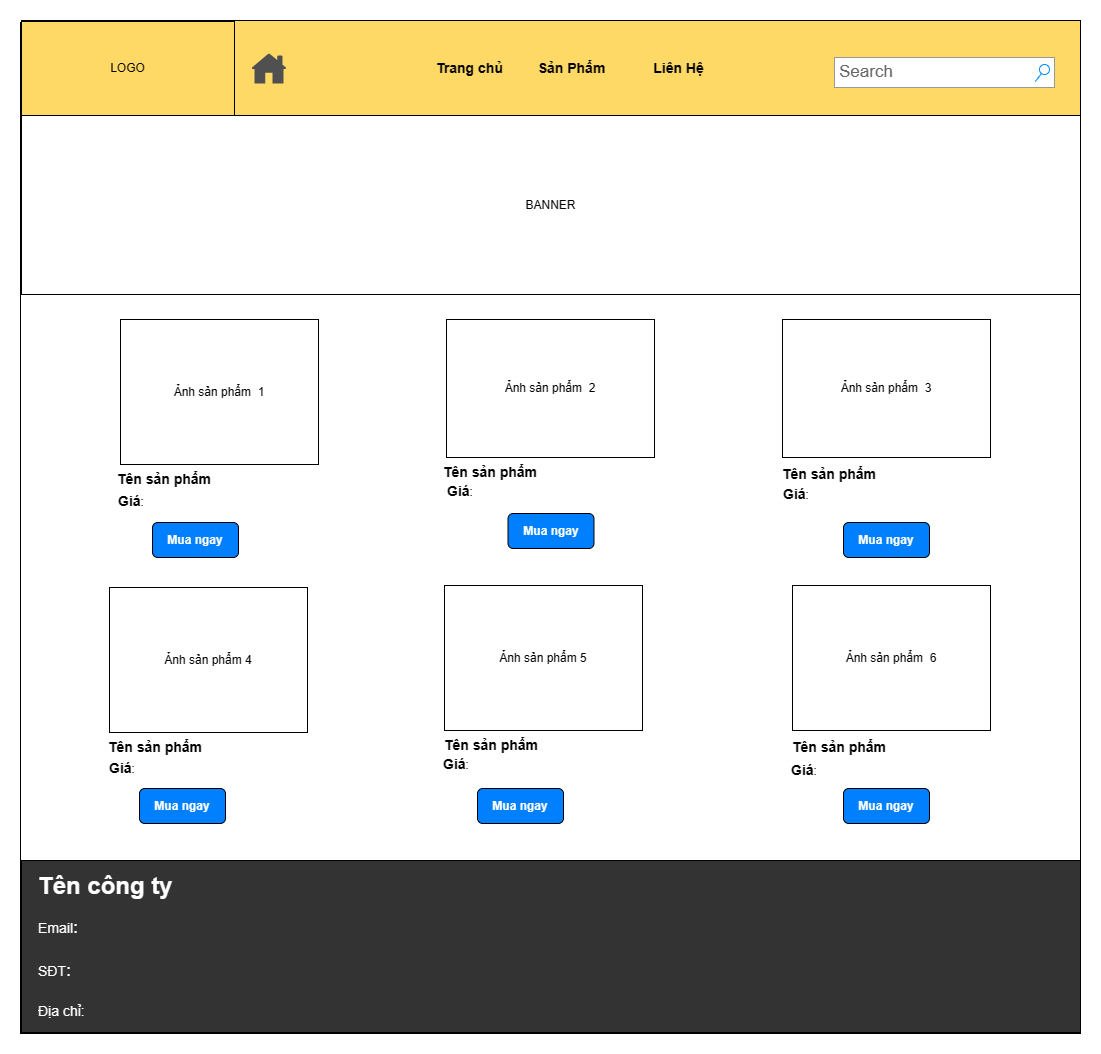 LOGO
Trang chủ
Sản Phẩm
Liên Hệ
Search
BANNER
Ảnh sản phẩm 1
Ảnh sản phẩm 2
Ảnh sản phẩm 3
Tên sản phẩm
Giá:
Mua ngay
Tên sản phẩm
Giá:
Mua ngay
Tên sản phẩm
Giá:
Mua ngay
Ảnh sản phẩm 4
Ảnh sản phẩm 5
Ảnh sản phẩm 6
Tên sản phẩm
Giá:
Mua ngay
Tên sản phẩm
Giá:
Mua ngay
Tên sản phẩm
Giá:
Mua ngay
Tên công ty
Email:
SĐT:
Địa chỉ: